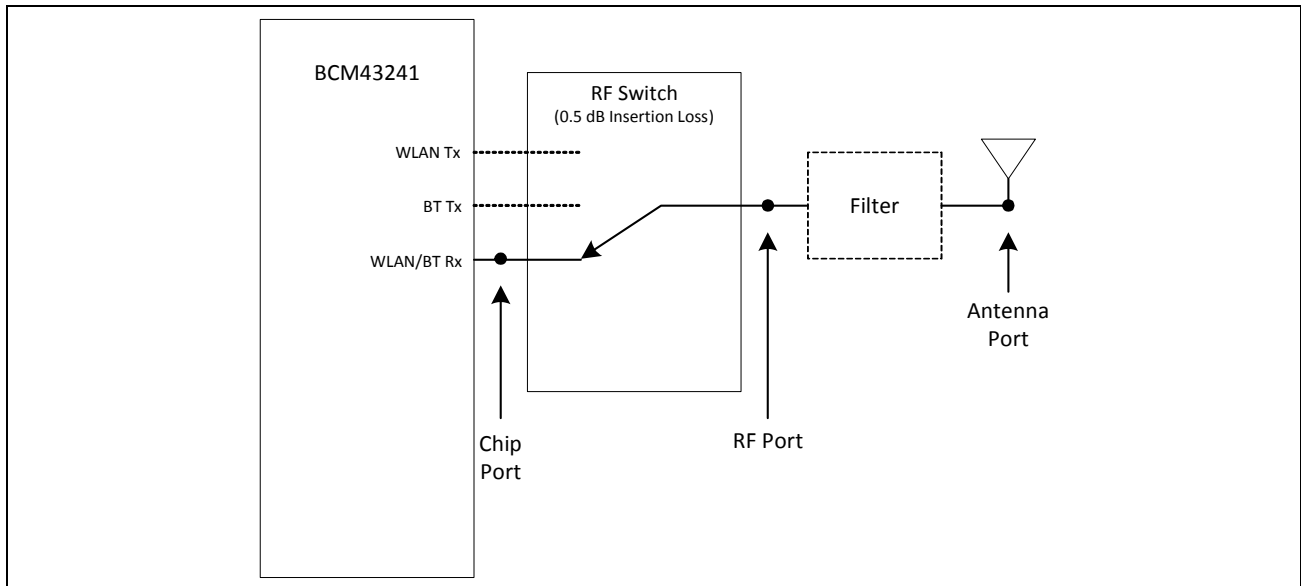 BCM43241
RF Switch
(0.5 dB Insertion Loss)
WLAN Tx
BT Tx
WLAN/BT Rx
Filter
Chip
Port
RF Port
Antenna
Port